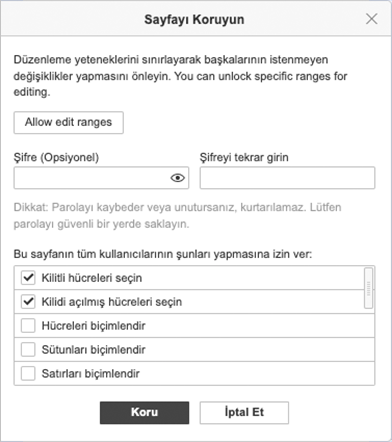 Sayfayı Koruyun
Düzenleme yeteneklerini sınırlayarak başkalarının istenmeyen
değişiklikler yapmasını önleyin. You can unlock specific ranges for
editing.
Allow edit ranges
Şifre (Opsiyonel)
Şifreyi tekrar girin
Dikkat: Parolayı kaybeder veya unutursanız, kurtarılamaz. Lütfen
parolayı güvenli bir yerde saklayın.
Bu sayfanın tüm kullanıcılarının şunları yapmasına izin ver:
Kilitli hücreleri seçin
Kilidi açılmış hücreleri seçin
Hücreleri biçimlendir
Sütunları biçimlendir
Satırları biçimlendir
Koru
İptal Et